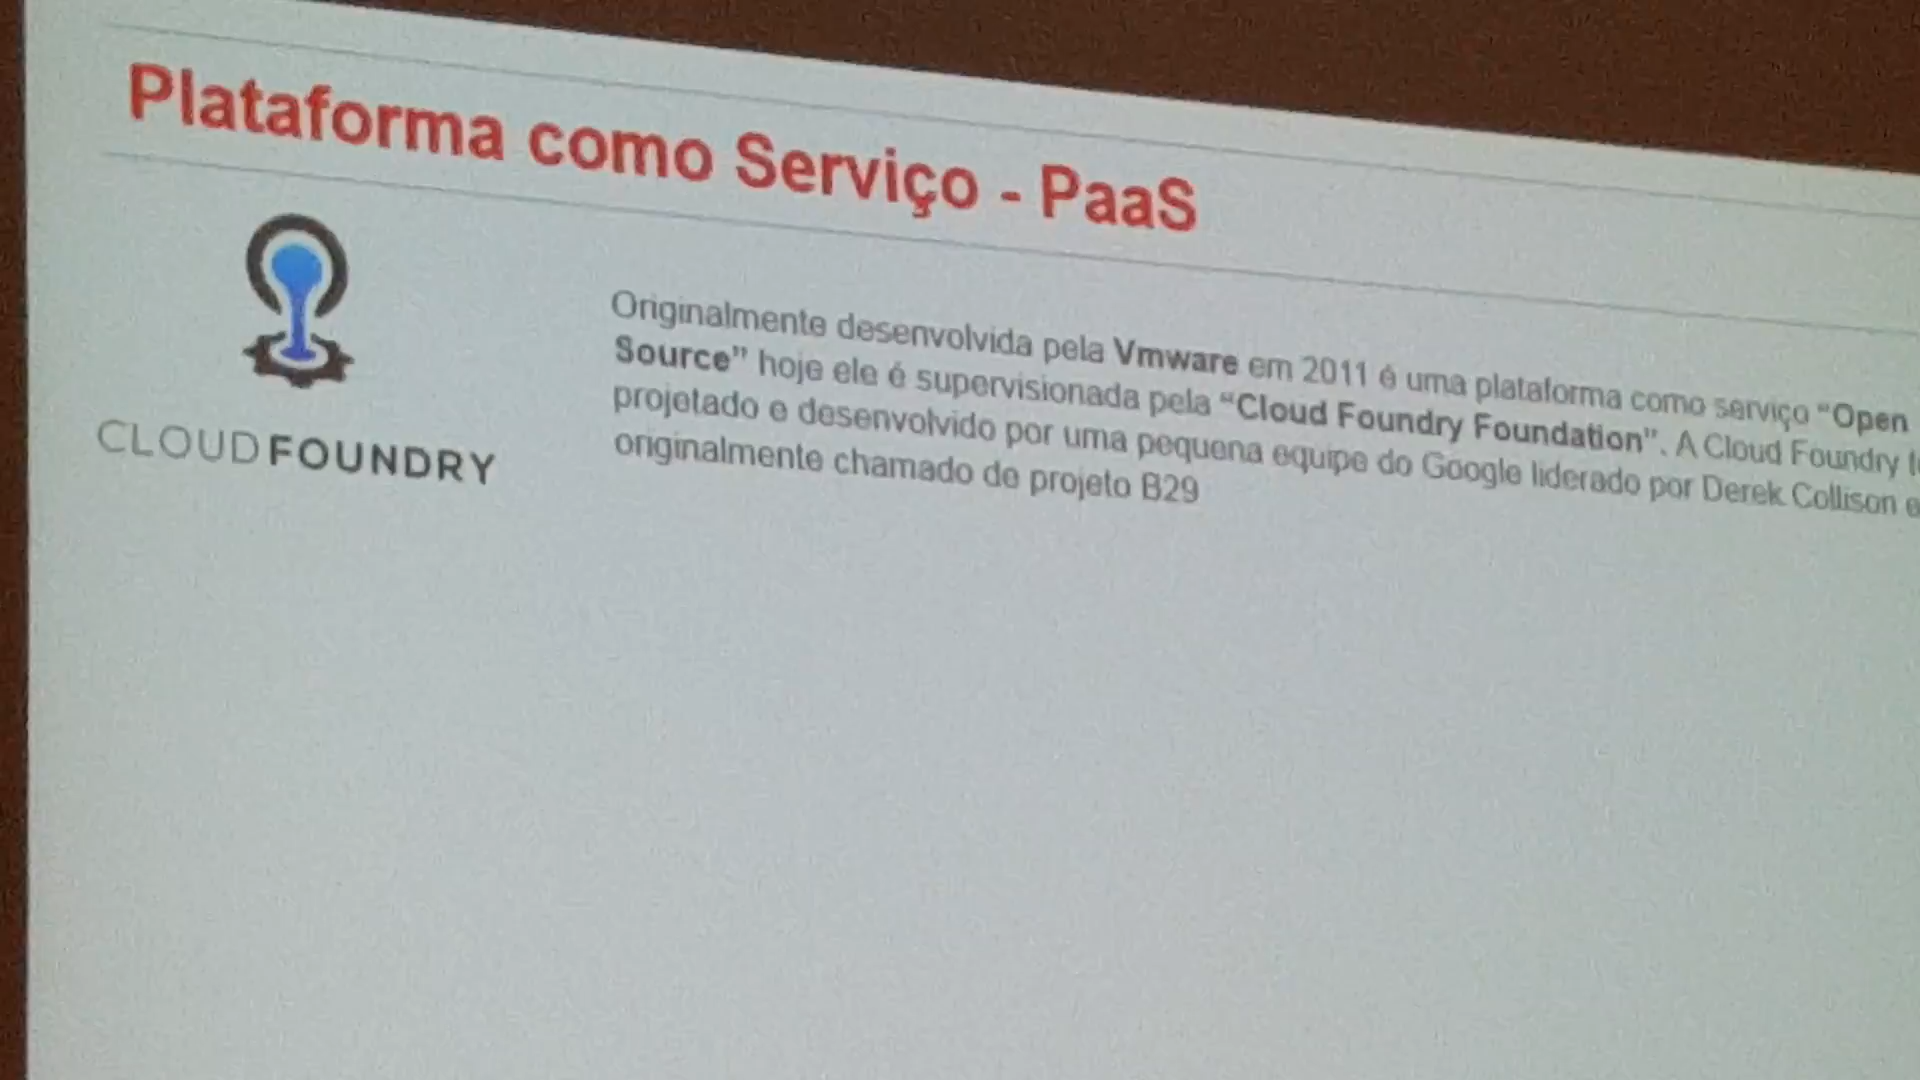 Plataforma como Serviço - PaaS
CLOUDFOUNDRY
Originalmente desenvolvida pela Vmware em 2011 é uma plataforma como serviço “Open
Source” hoje ele é supervisionada pela “Cloud Foundry Foundation”. A Cloud Foundry
projetado e desenvolvido por uma pequena equipe do Google liderado por Derek Collison e
originalmente chamado de projeto B29